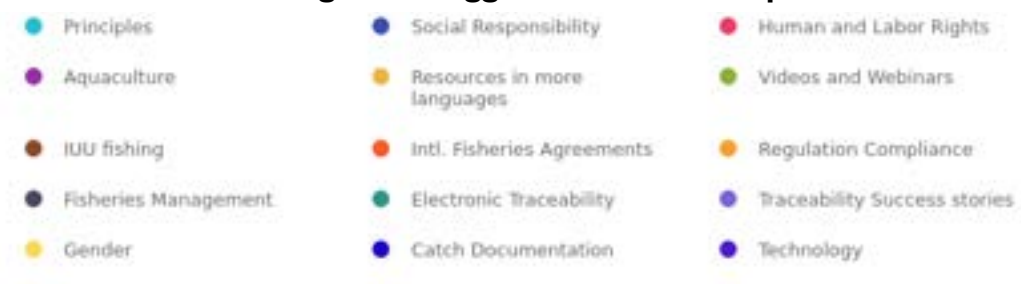 Principles
Social Responsibility
Human and Labor Rights
Aquaculture
Resources in more
languages
Videos and Webinars
IUU fishing
Intl. Fisheries Agreements
Regulation Compliance
Fisheries Management
Electronic Traceability
Traceability Success stories
Gender
Catch Documentation
Technology